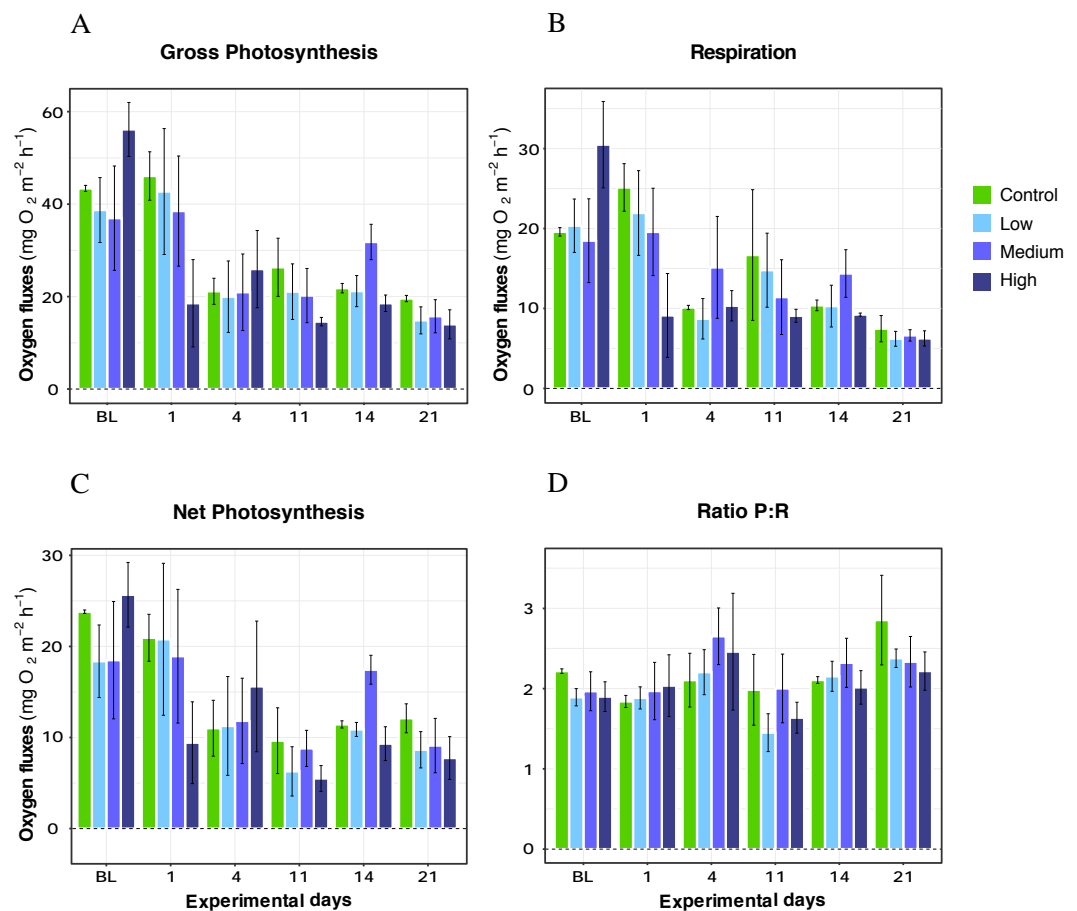 A
Gross Photosynthesis
Oxygen fluxes (mg O 2 m−2 h−1)
60
40
20
0
BL 1 4 11 14 21
B
Respiration
Oxygen fluxes (mg O 2 m−2 h−1)
30
20
10
0
BL 1 4 11 14 21
Control
Low
Medium
High
C
Net Photosynthesis
Oxygen fluxes (mg O 2 m−2 h−1)
30
20
10
0
BL 1 4 11 14 21
Experimental days
D
Ratio P:R
3
2
1
0
BL 1 4 11 14 21
Experimental days